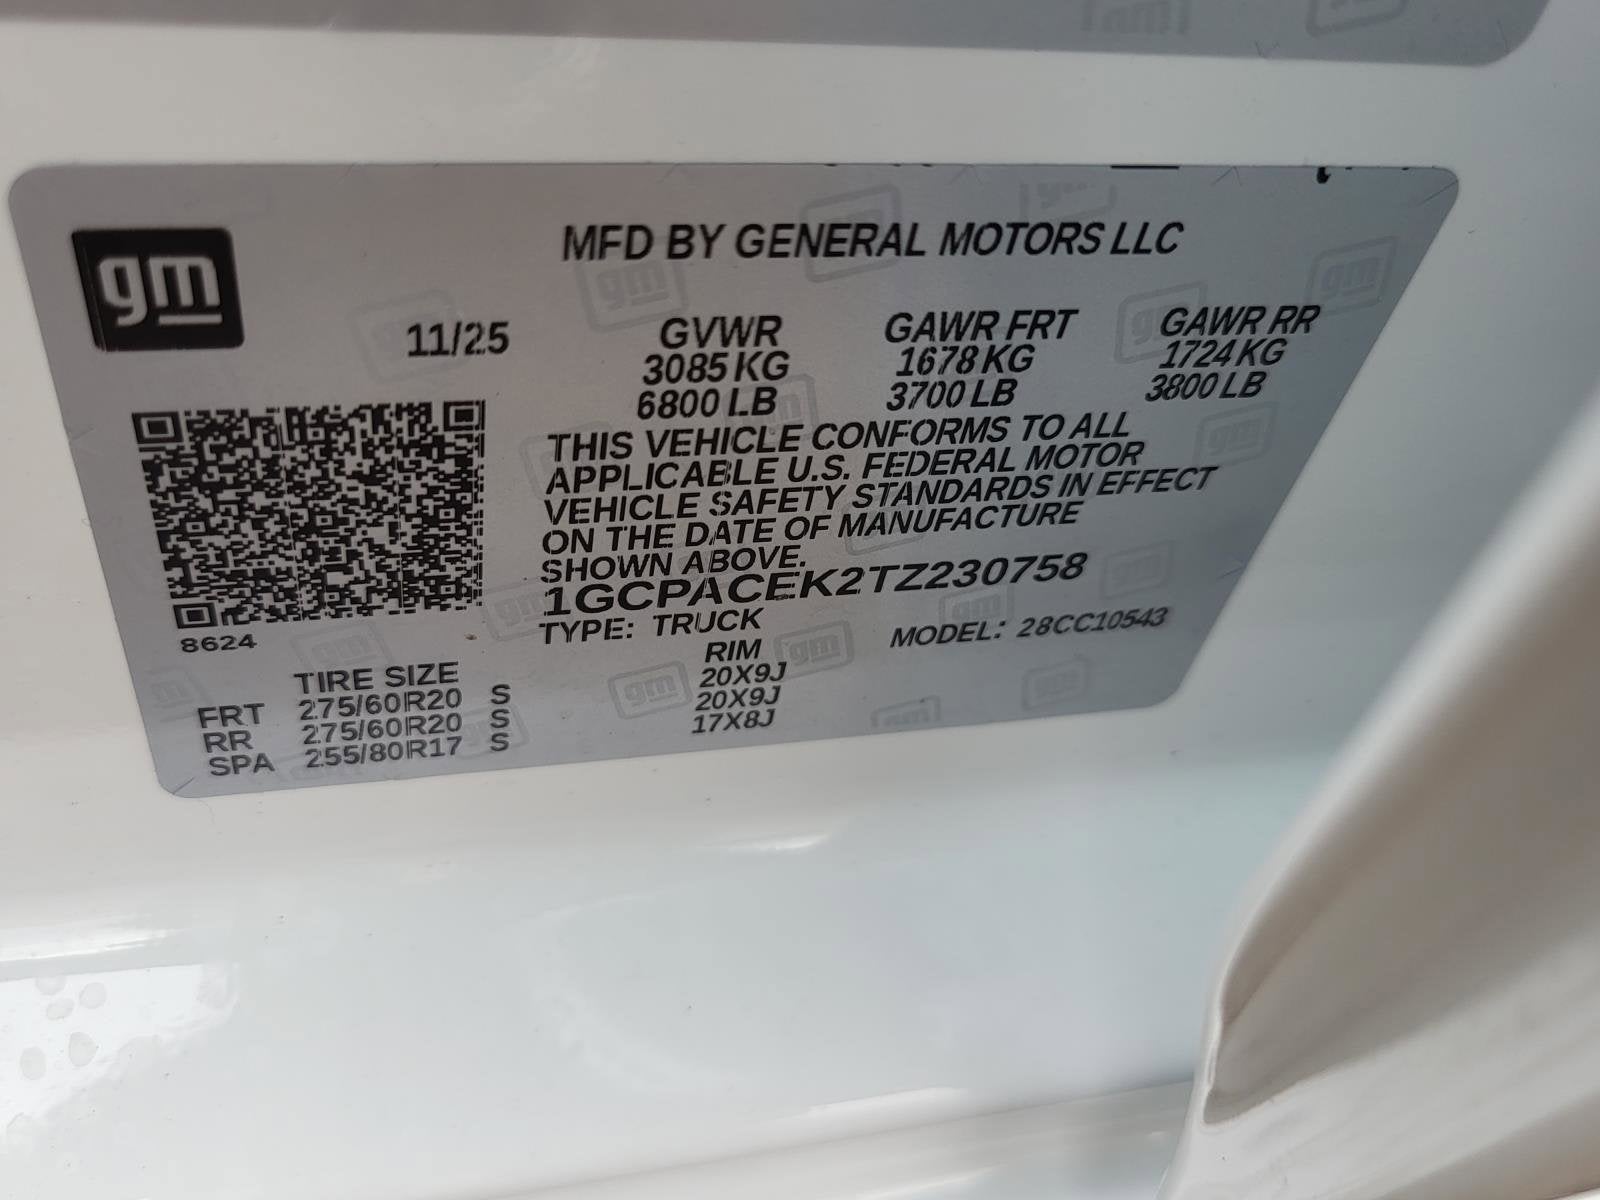 gm
MFD BY GENERAL MOTORS LLC
11/25 GVWR GAWR FRT GAWR RR
3085 KG 1678 KG 1724 KG
6800 LB 3700 LB 3800 LB
THIS VEHICLE CONFORMS TO ALL
APPLICABLE U.S. FEDERAL MOTOR
VEHICLE SAFETY STANDARDS IN EFFECT
ON THE DATE OF MANUFACTURE
SHOWN ABOVE.
1GCPACEK2TZ230758
TYPE: TRUCK MODEL: 28CC10543
8624
TIRE SIZE RIM
FRT 275/60R20 S 20X9J
RR 275/60R20 S 20X9J
SPA 255/80R17 S 17X8J